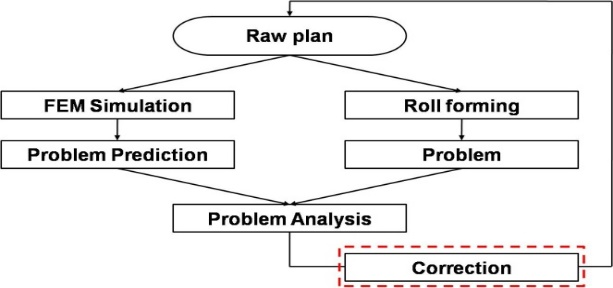 Raw plan
FEM Simulation
Roll forming
Problem Prediction
Problem
Problem Analysis
Correction